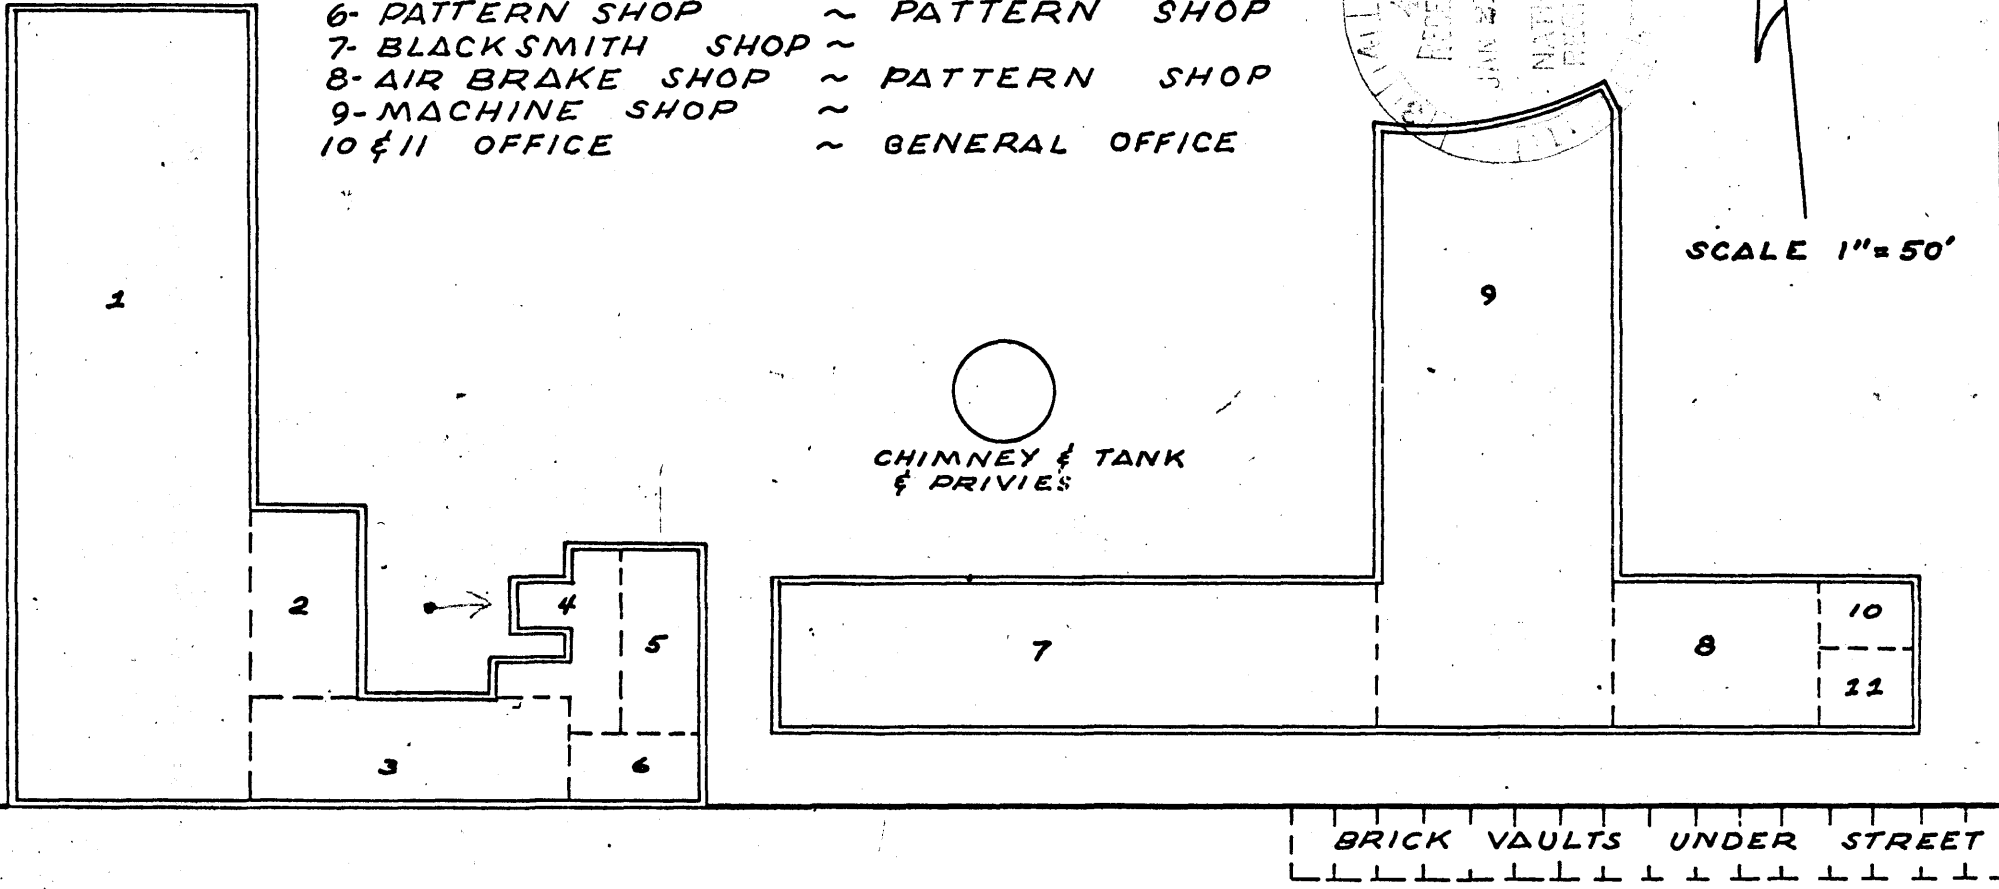 6- PATTERN SHOP ~ PATTERN SHOP
7- BLACKSMITH SHOP ~
8- AIR BRAKE SHOP ~ PATTERN SHOP
9- MACHINE SHOP ~
10 & 11 OFFICE ~ GENERAL OFFICE
JAN
SCALE 1"=50'
1
9
CHIMNEY & TANK
& PRIVIES
2
4
5
7
8
10
11
3
6
BRICK VAULTS UNDER STREET